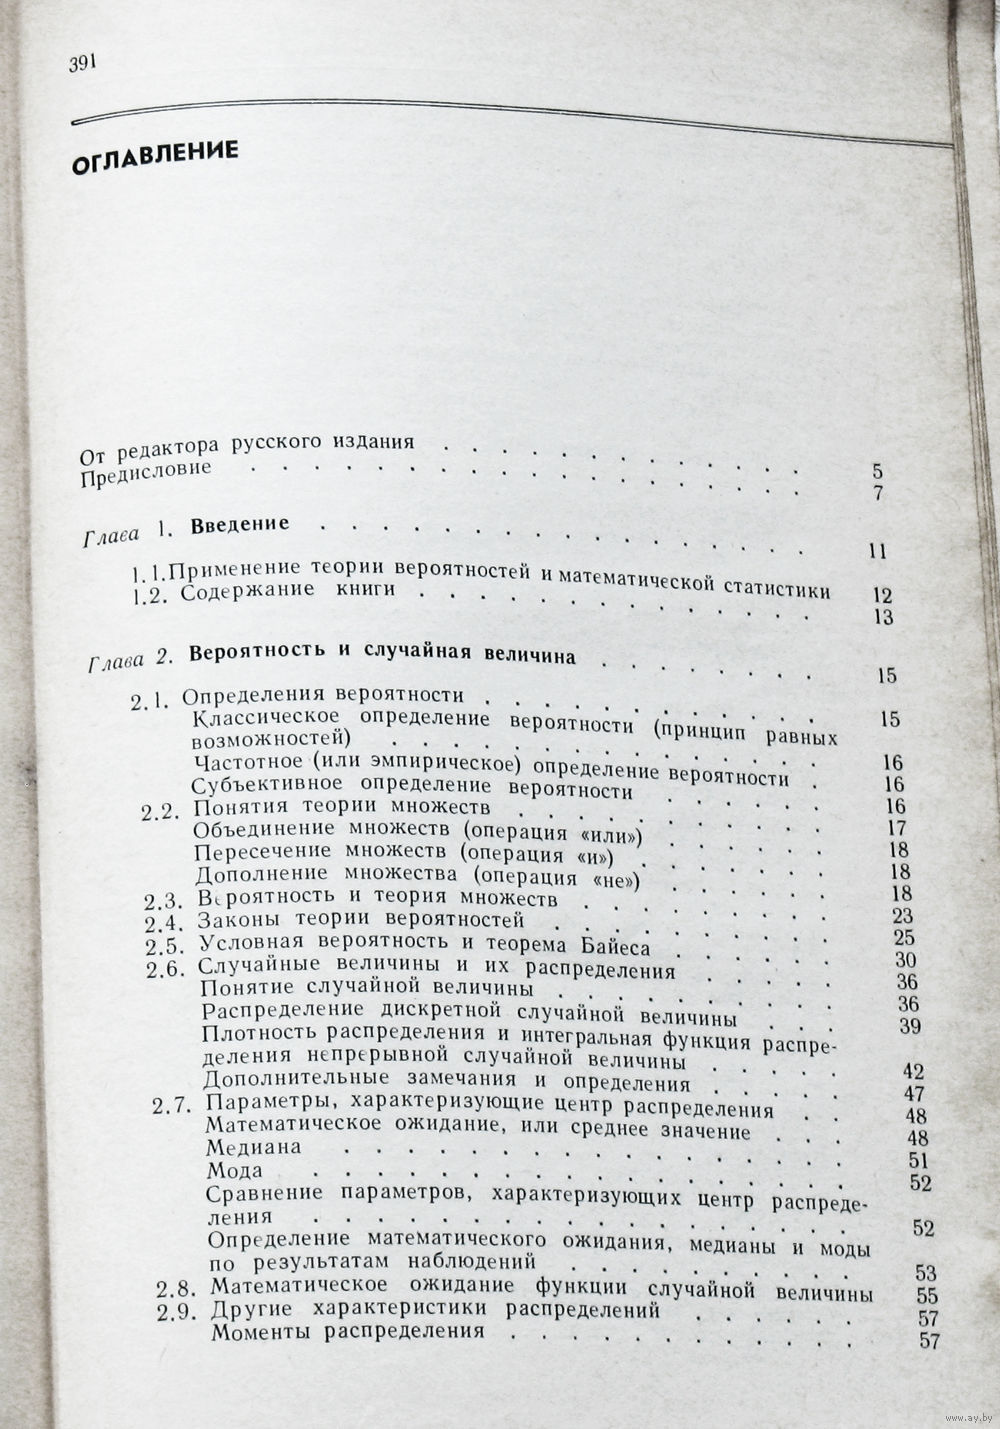 391
ОГЛАВЛЕНИЕ
От редактора русского издания . . . . . . . . . . . . 5
Предисловие . . . . . . . . . . . . . . . . . . 7
Глава 1. Введение . . . . . . . . . . . . . . . . 11
1.1. Применение теории вероятностей и математической статистики 12
1.2. Содержание книги . . . . . . . . . . . . . 13
Глава 2. Вероятность и случайная величина . . . . . . . 15
2.1. Определения вероятности . . . . . . . . . . . . 15
Классическое определение вероятности (принцип равных
возможностей) . . . . . . . . . . . . . . 16
Частотное (или эмпирическое) определение вероятности . 16
Субъективное определение вероятности . . . . . . 16
2.2. Понятия теории множеств . . . . . . . . . . . 17
Объединение множеств (операция «или») . . . . . . 18
Пересечение множеств (операция «и») . . . . . . . 18
Дополнение множества (операция «не») . . . . . . 18
2.3. Вероятность и теория множеств . . . . . . . . . 23
2.4. Законы теории вероятностей . . . . . . . . . . 25
2.5. Условная вероятность и теорема Байеса . . . . . . 30
2.6. Случайные величины и их распределения . . . . . 36
Понятие случайной величины . . . . . . . . . . 36
Распределение дискретной случайной величины . . . 39
Плотность распределения и интегральная функция распре-
деления непрерывной случайной величины . . . . . 42
Дополнительные замечания и определения . . . . . 47
2.7. Параметры, характеризующие центр распределения . . 48
Математическое ожидание, или среднее значение . . . 48
Медиана . . . . . . . . . . . . . . . . . 51
Мода . . . . . . . . . . . . . . . . . . 52
Сравнение параметров, характеризующих центр распреде-
ления . . . . . . . . . . . . . . . . . . 52
Определение математического ожидания, медианы и моды
по результатам наблюдений . . . . . . . . . . 53
2.8. Математическое ожидание функции случайной величины 55
2.9. Другие характеристики распределений . . . . . . 57
Моменты распределения . . . . . . . . . . . . 57
www.ay.by